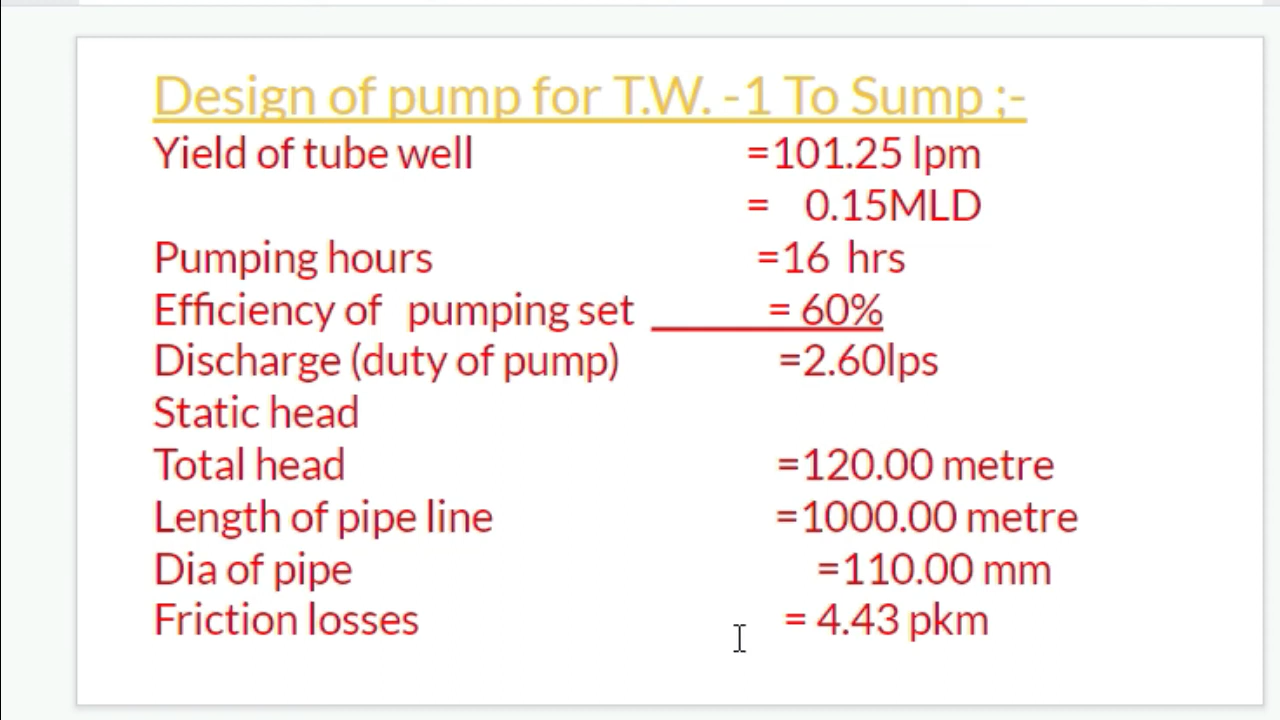 Design of pump for T.W. -1 To Sump ;-
Yield of tube well =101.25 lpm
= 0.15MLD
Pumping hours =16 hrs
Efficiency of pumping set = 60%
Discharge (duty of pump) =2.60lps
Static head
Total head =120.00 metre
Length of pipe line =1000.00 metre
Dia of pipe =110.00 mm
Friction losses = 4.43 pkm